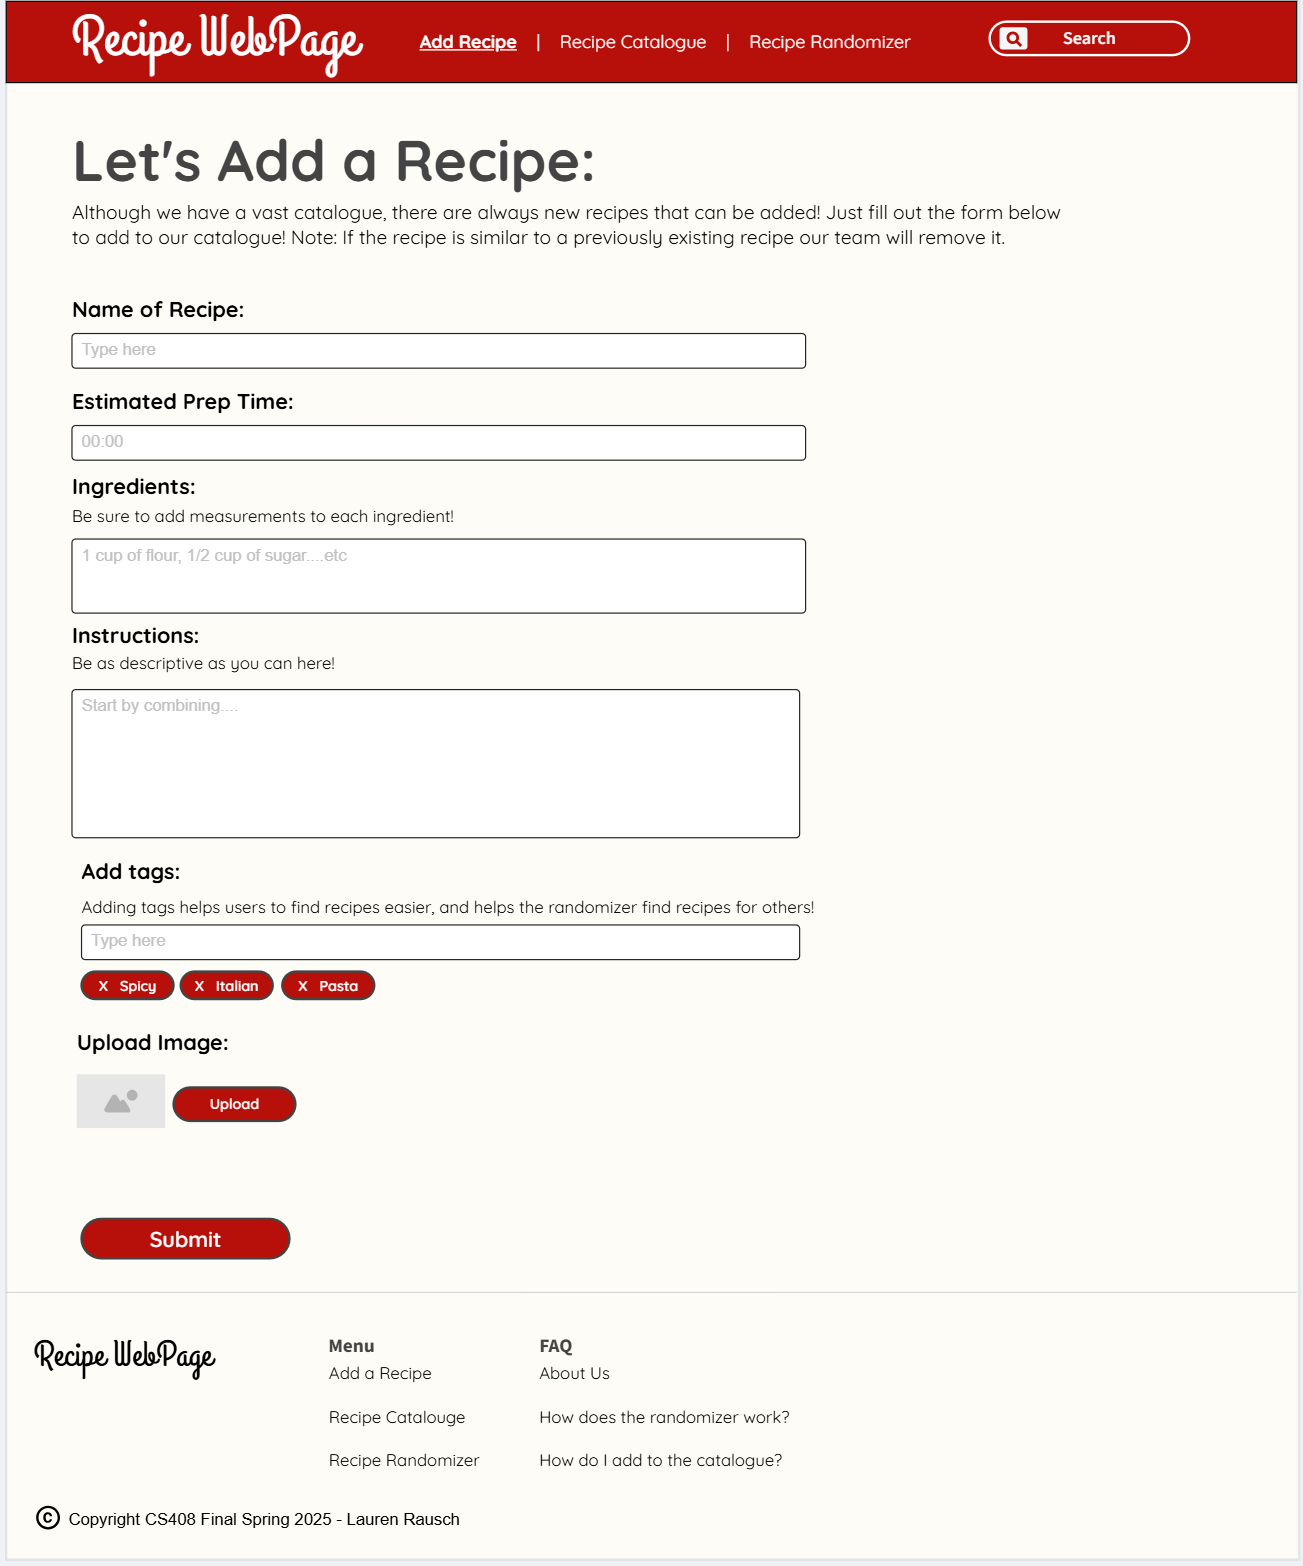 Recipe WebPage
Add Recipe | Recipe Catalogue | Recipe Randomizer
Search
Let's Add a Recipe:
Although we have a vast catalogue, there are always new recipes that can be added! Just fill out the form below
to add to our catalogue! Note: If the recipe is similar to a previously existing recipe our team will remove it.
Name of Recipe:
Type here
Estimated Prep Time:
00:00
Ingredients:
Be sure to add measurements to each ingredient!
1 cup of flour, 1/2 cup of sugar....etc
Instructions:
Be as descriptive as you can here!
Start by combining....
Add tags:
Adding tags helps users to find recipes easier, and helps the randomizer find recipes for others!
Type here
X Spicy
X Italian
X Pasta
Upload Image:
Upload
Submit
Recipe WebPage
Menu
Add a Recipe
Recipe Catalouge
Recipe Randomizer
FAQ
About Us
How does the randomizer work?
How do I add to the catalogue?
© Copyright CS408 Final Spring 2025 - Lauren Rausch